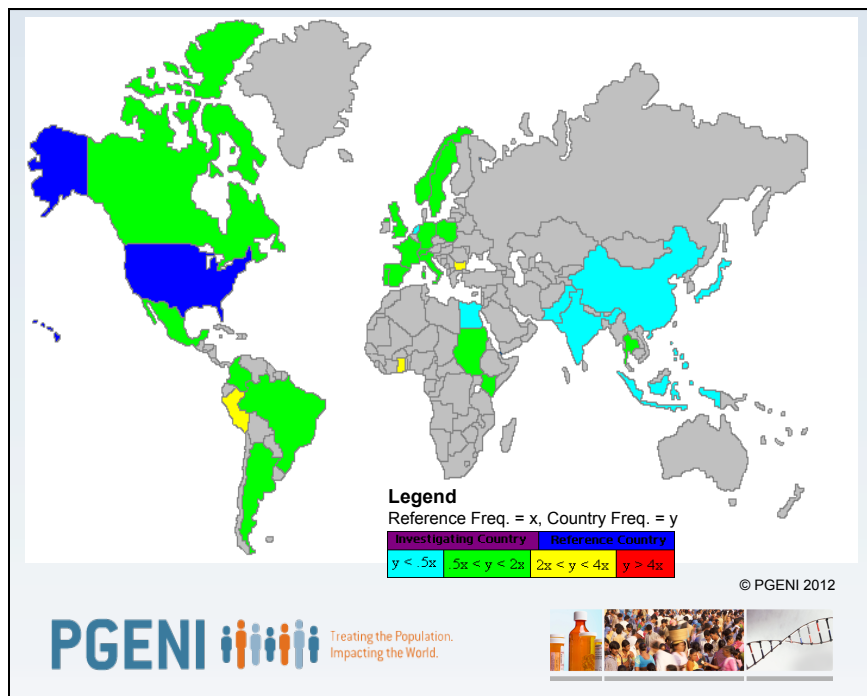 Legend
Reference Freq. = x, Country Freq. = y
Investigating Country Reference Country
y < .5x .5x < y < 2x 2x < y < 4x y > 4x
© PGENI 2012
PGENI
Treating the Population.
Impacting the World.